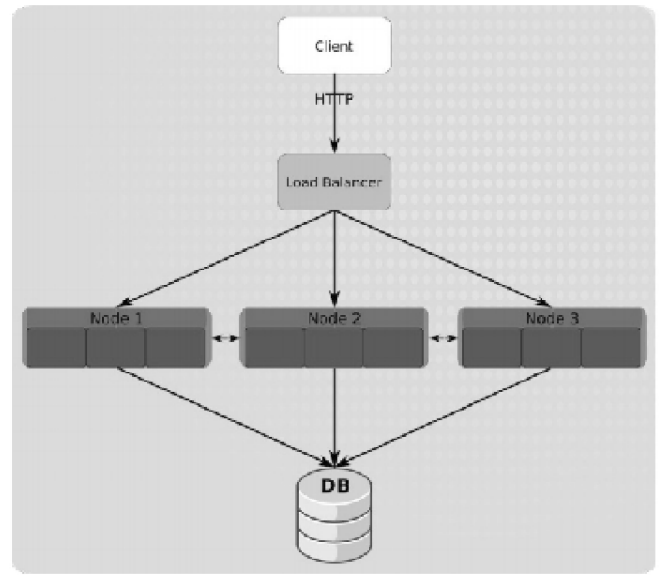 Client
HTTP
Load Balancer
Node 1
Node 2
Node 3
DB